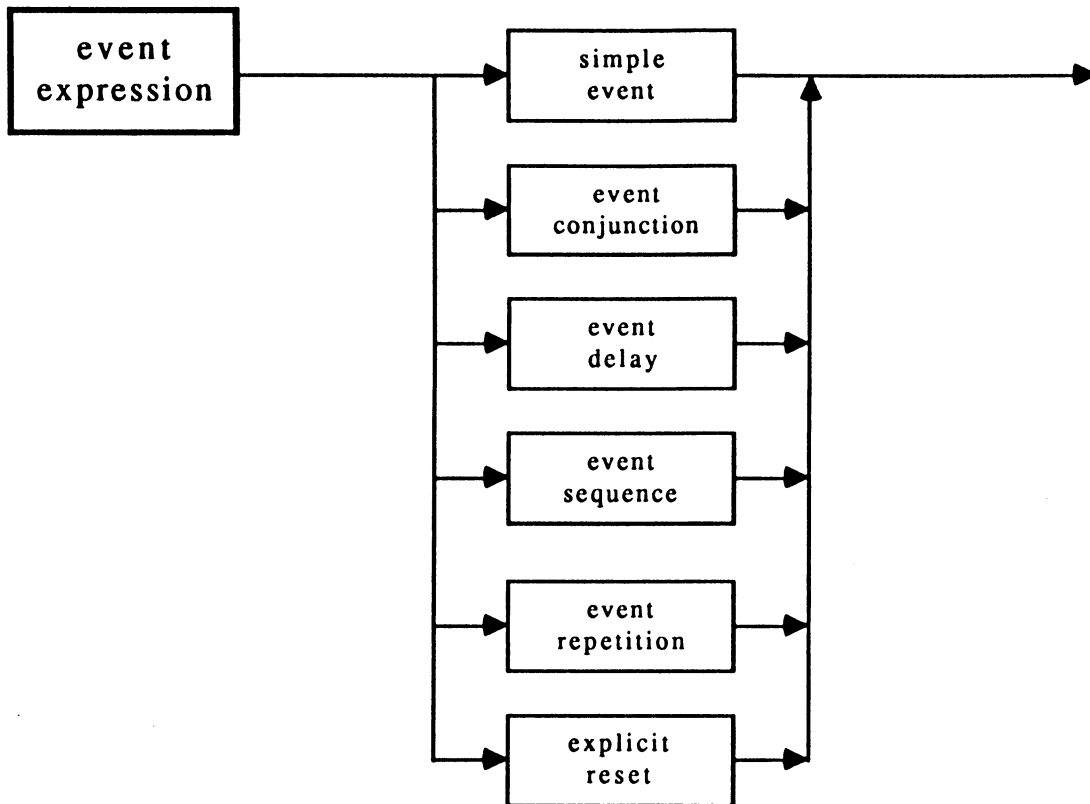 event
expression
simple
event
event
conjunction
event
delay
event
sequence
event
repetition
explicit
reset